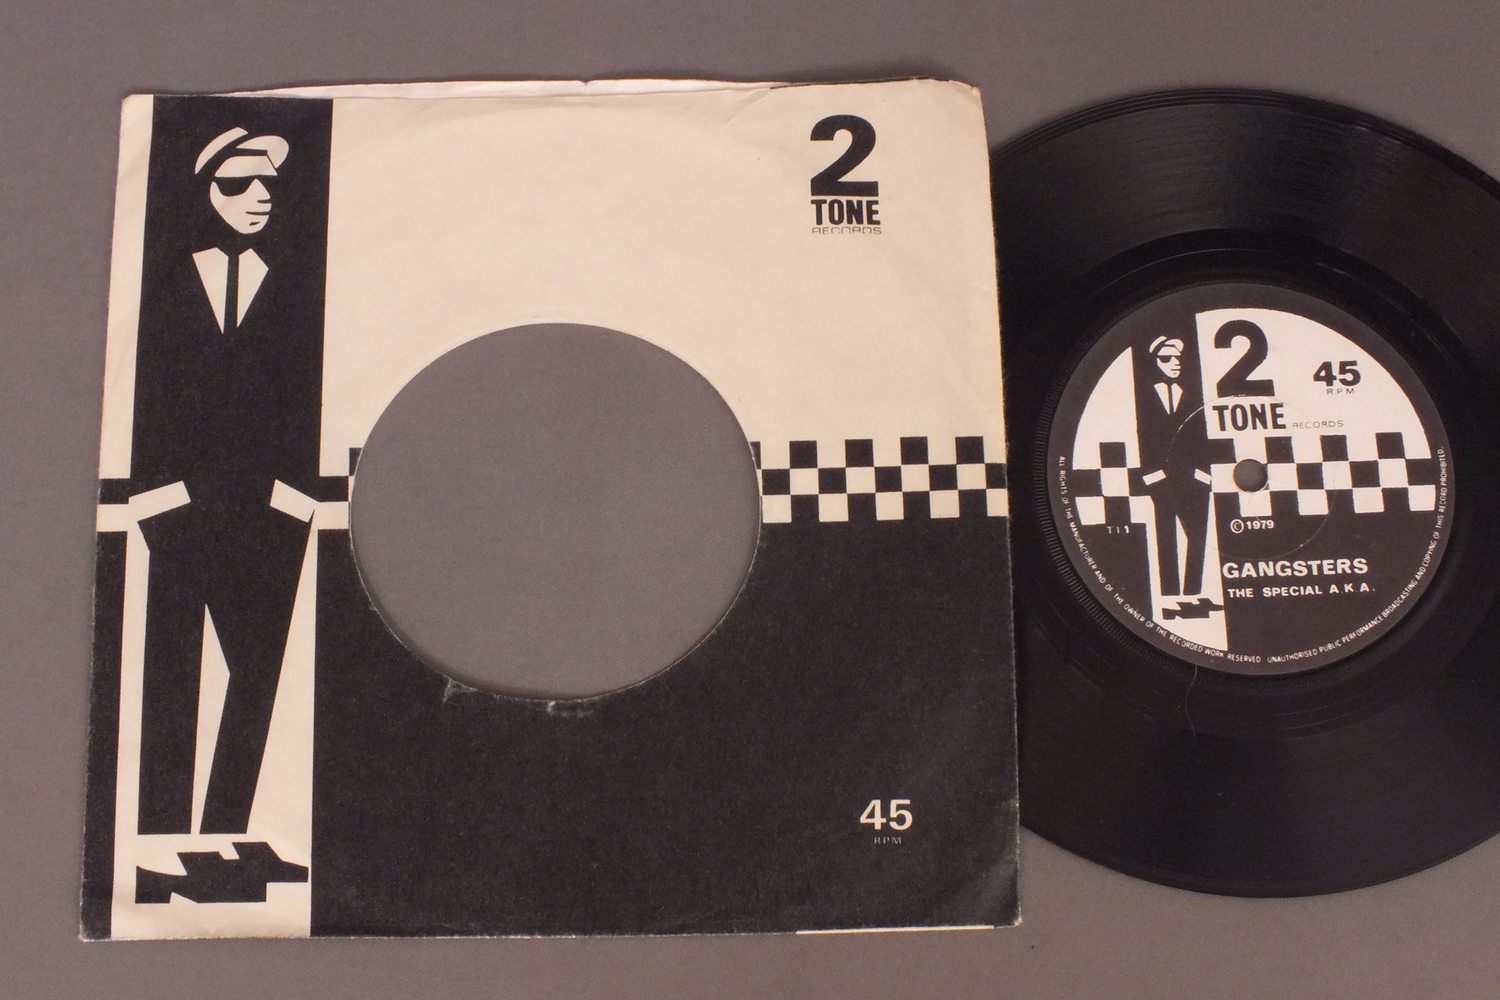 2
TONE
RECORDS
45
RPM
2
TONE RECORDS
45
RPM
TT 1
© 1979
GANGSTERS
THE SPECIAL A.K.A.
ALL RIGHTS OF THE MANUFACTURER AND OF THE OWNER OF THE RECORDED WORK RESERVED UNAUTHORISED PUBLIC PERFORMANCE BROADCASTING AND COPYING OF THIS RECORD PROHIBITED.